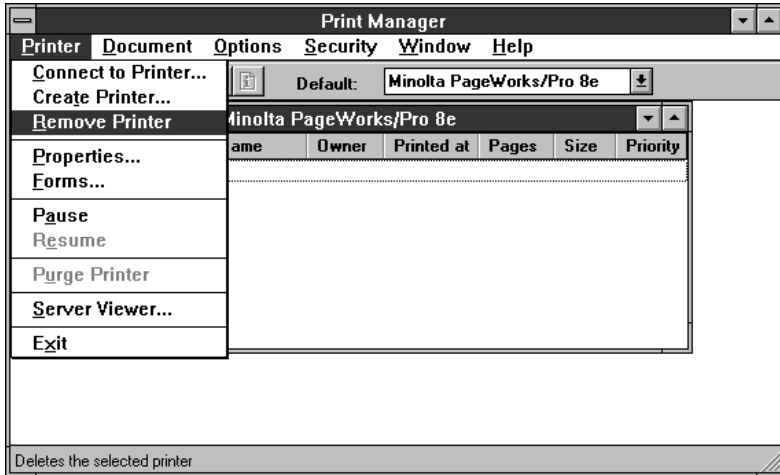 Print Manager
Printer Document Options Security Window Help
Connect to Printer...
Create Printer...
Remove Printer
Properties...
Forms...
Pause
Resume
Purge Printer
Server Viewer...
Exit
Default: Minolta PageWorks/Pro 8e
Minolta PageWorks/Pro 8e
ame Owner Printed at Pages Size Priority
Deletes the selected printer